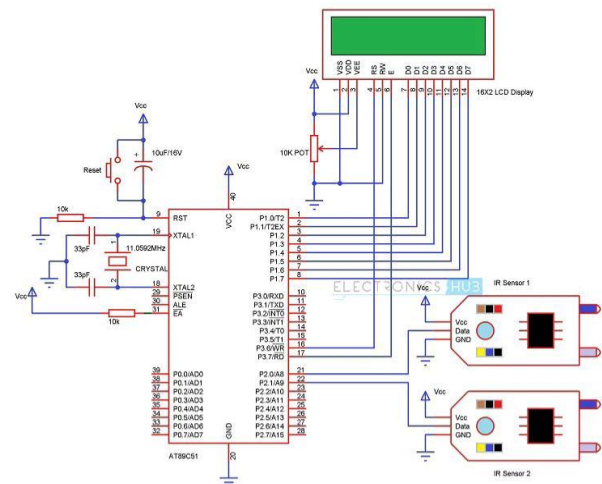 VSS
VDD
VEE
RS
RW
E
D0
D1
D2
D3
D4
D5
D6
D7
1
2
3
4
5
6
7
8
9
10
11
12
13
14
16X2 LCD Display
Vcc
10K POT
Vcc
10uF/16V
+
Reset
Vcc
10k
33pF
33pF
1
11.0592MHz
CRYSTAL
2
Vcc
10k
40
VCC
9 RST
19 XTAL1
18 XTAL2
29 PSEN
30 ALE
31 EA
39 P0.0/AD0
38 P0.1/AD1
37 P0.2/AD2
36 P0.3/AD3
35 P0.4/AD4
34 P0.5/AD5
33 P0.6/AD6
32 P0.7/AD7
P1.0/T2 1
P1.1/T2EX 2
P1.2 3
P1.3 4
P1.4 5
P1.5 6
P1.6 7
P1.7 8
P3.0/RXD 10
P3.1/TXD 11
P3.2/INT0 12
P3.3/INT1 13
P3.4/T0 14
P3.5/T1 15
P3.6/WR 16
P3.7/RD 17
P2.0/A8 21
P2.1/A9 22
P2.2/A10 23
P2.3/A11 24
P2.4/A12 25
P2.5/A13 26
P2.6/A14 27
P2.7/A15 28
GND
20
AT89C51
ELECTRONICS HUB
Vcc
IR Sensor 1
Vcc
Data
GND
Vcc
Vcc
Data
GND
IR Sensor 2